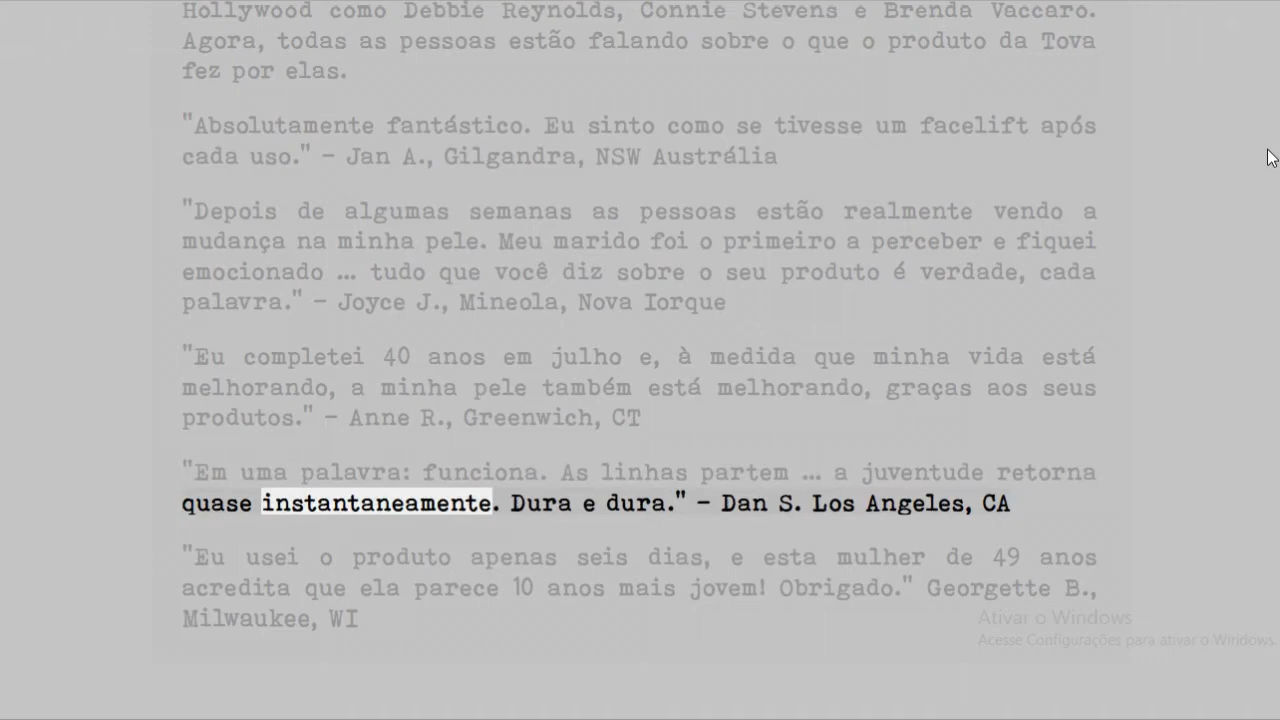 Hollywood como Debbie Reynolds, Connie Stevens e Brenda Vaccaro.
Agora, todas as pessoas estão falando sobre o que o produto da Tova
fez por elas.
"Absolutamente fantástico. Eu sinto como se tivesse um facelift após
cada uso." – Jan A., Gilgandra, NSW Austrália
"Depois de algumas semanas as pessoas estão realmente vendo a
mudança na minha pele. Meu marido foi o primeiro a perceber e fiquei
emocionado … tudo que você diz sobre o seu produto é verdade, cada
palavra." – Joyce J., Mineola, Nova Iorque
"Eu completei 40 anos em julho e, à medida que minha vida está
melhorando, a minha pele também está melhorando, graças aos seus
produtos." – Anne R., Greenwich, CT
"Em uma palavra: funciona. As linhas partem … a juventude retorna
quase instantaneamente. Dura e dura." – Dan S. Los Angeles, CA
"Eu usei o produto apenas seis dias, e esta mulher de 49 anos
acredita que ela parece 10 anos mais jovem! Obrigado." Georgette B.,
Milwaukee, WI
Ativar o Windows
Acesse Configurações para ativar o Windows.